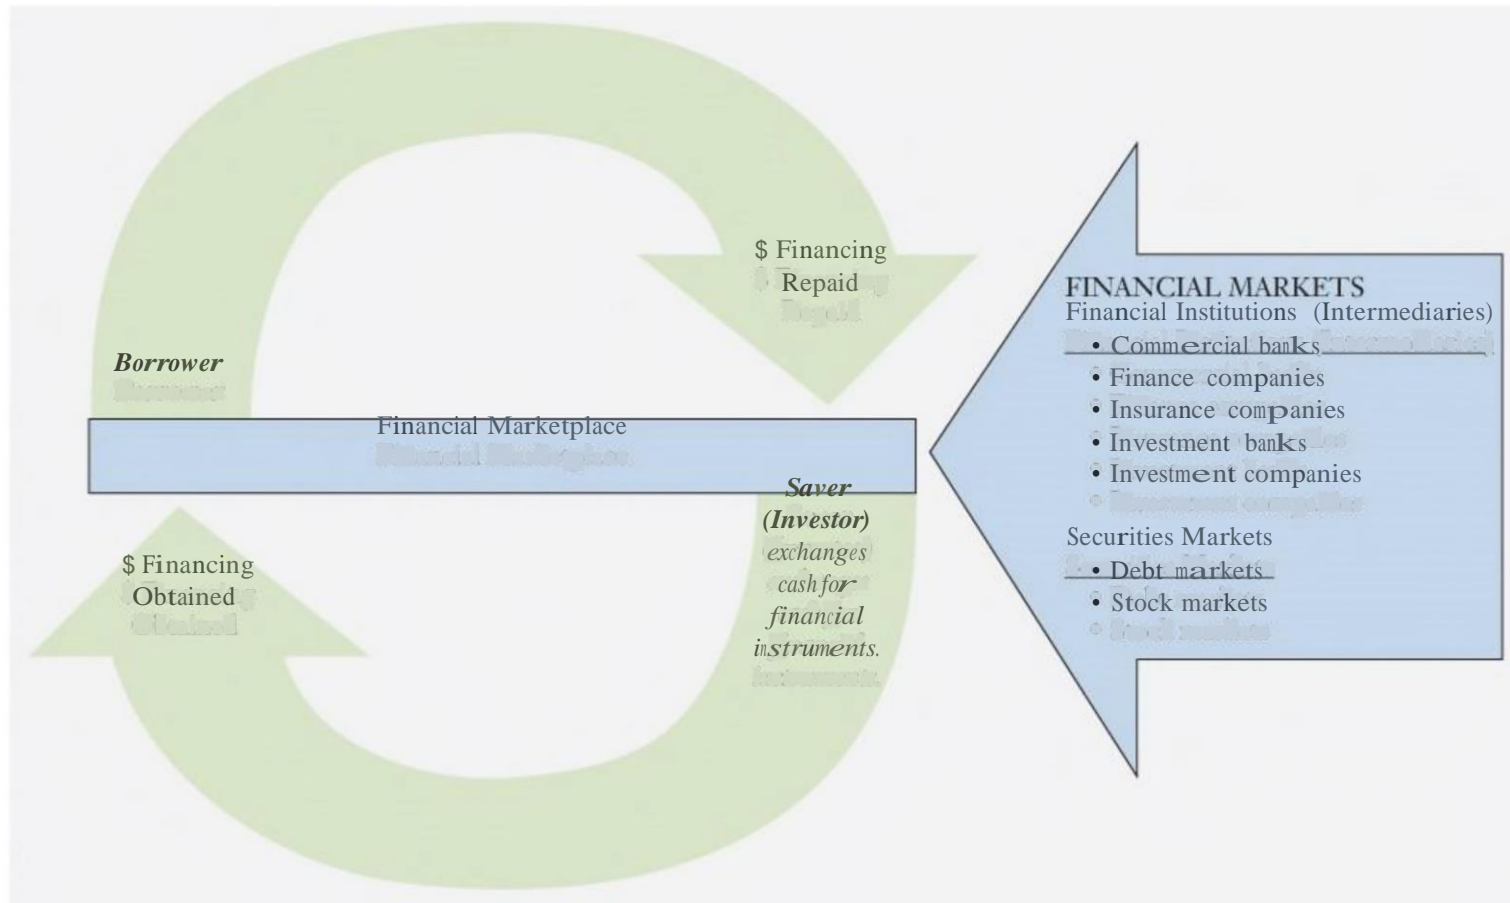 $ Financing
Repaid
Borrower
Financial Marketplace
Saver
(Investor)
exchanges
cash for
financial
instruments.
$ Financing
Obtained
FINANCIAL MARKETS
Financial Institutions (Intermediaries)
• Commercial banks
• Finance companies
• Insurance companies
• Investment banks
• Investment companies
Securities Markets
• Debt markets
• Stock markets